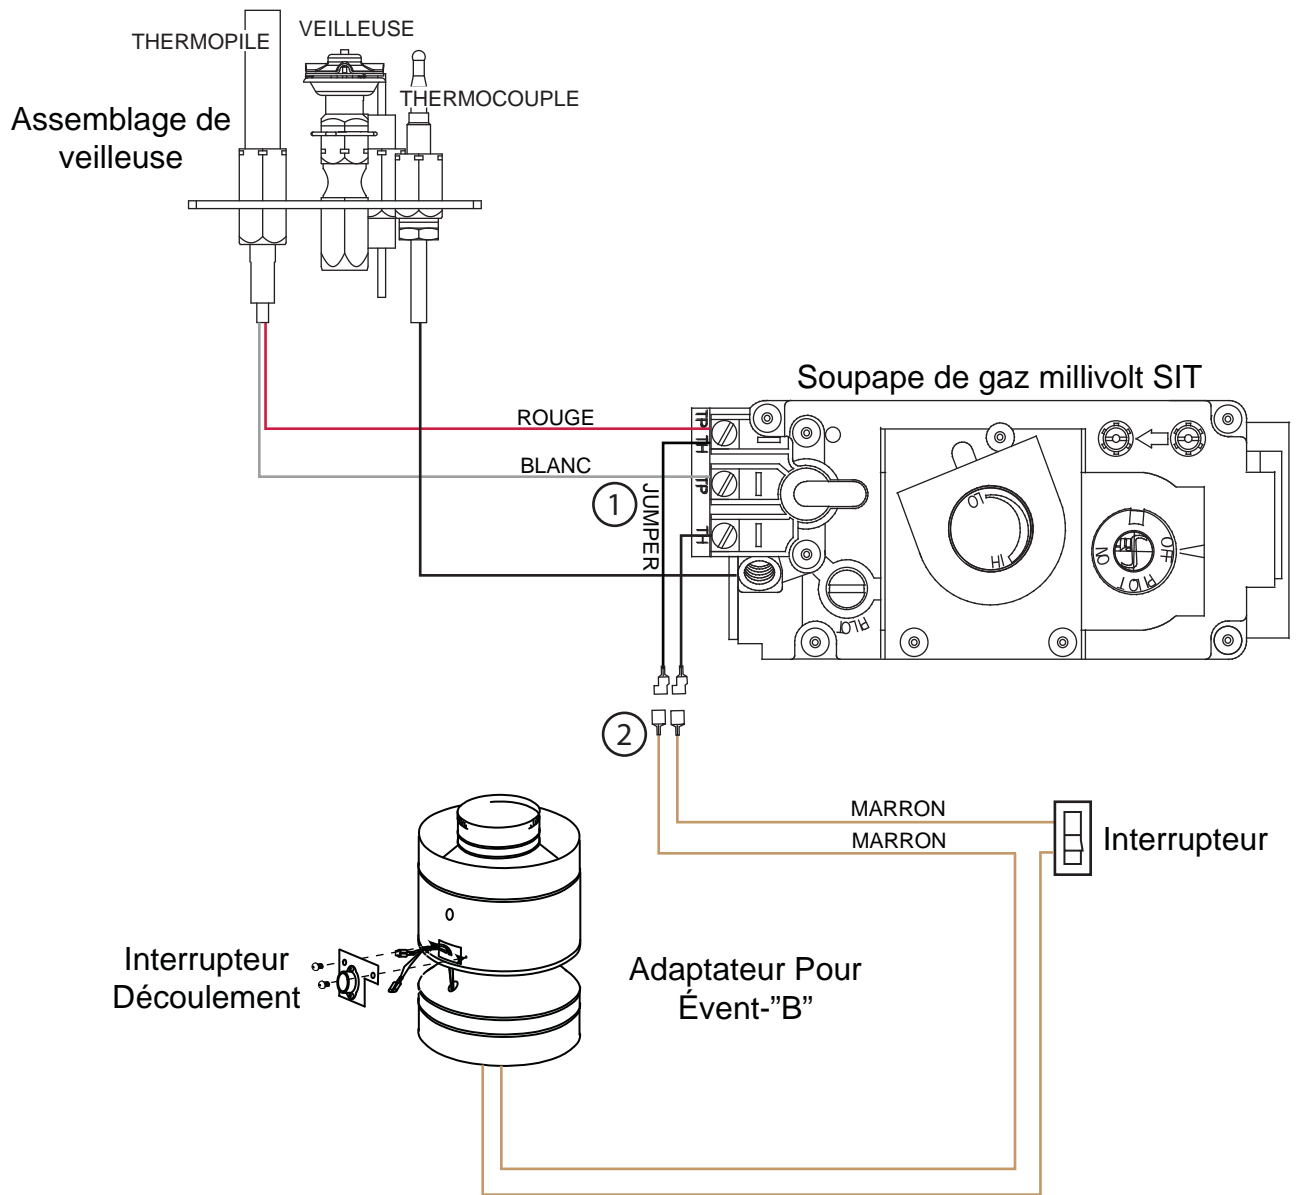 THERMOPILE
VEILLEUSE
THERMOCOUPLE
Assemblage de
veilleuse
Soupape de gaz millivolt SIT
ROUGE
BLANC
TP
TH
TP
TH
1
JUMPER
LO
HI
OFF
PILOT
ON
PILOT
2
MARRON
MARRON
Interrupteur
Interrupteur
Découlement
Adaptateur Pour
Évent-”B”